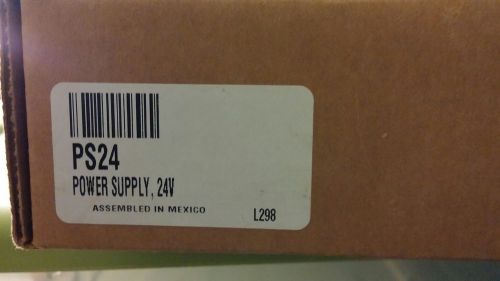 PS24
POWER SUPPLY, 24V
ASSEMBLED IN MEXICO
L298